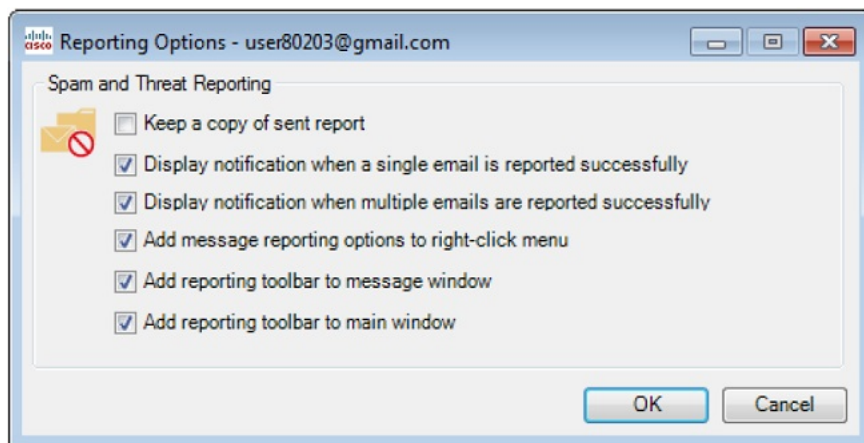 cisco Reporting Options - user80203@gmail.com
Spam and Threat Reporting
Keep a copy of sent report
Display notification when a single email is reported successfully
Display notification when multiple emails are reported successfully
Add message reporting options to right-click menu
Add reporting toolbar to message window
Add reporting toolbar to main window
OK Cancel